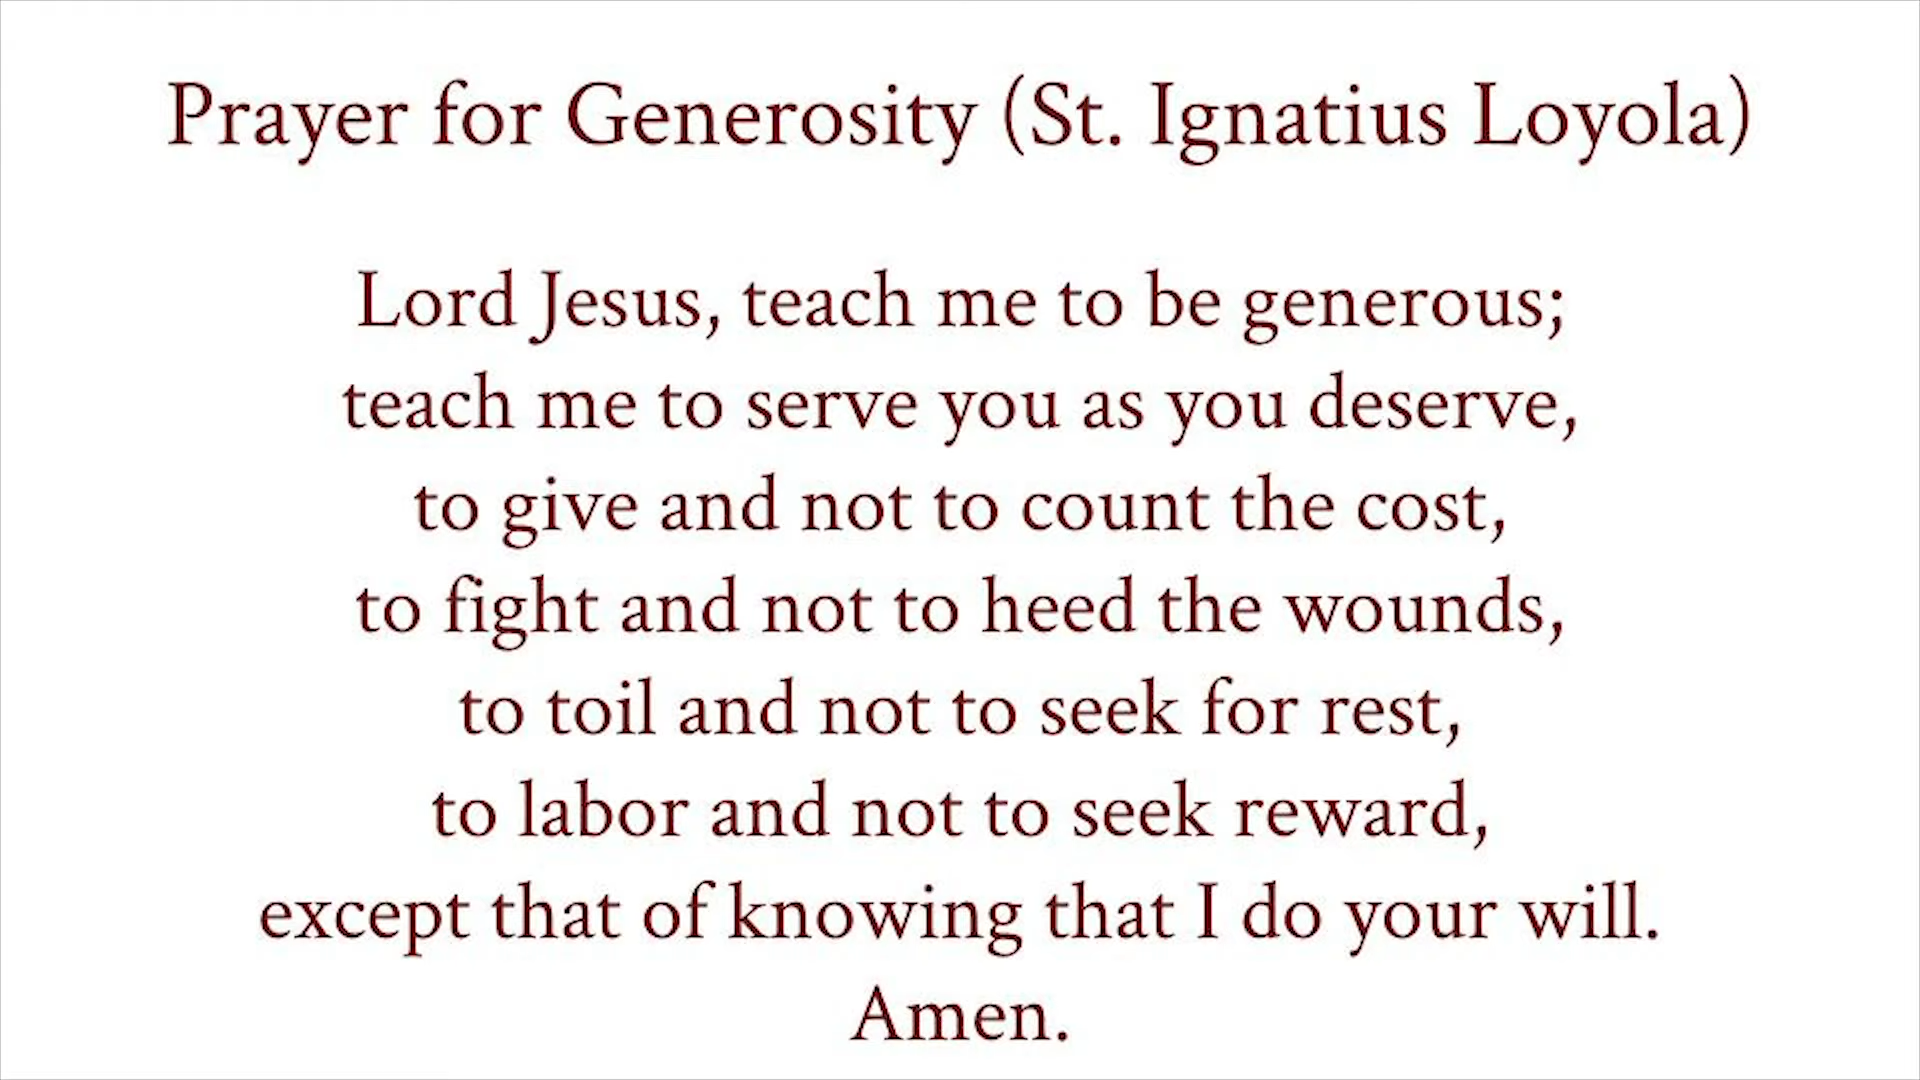 Prayer for Generosity (St. Ignatius Loyola)
Lord Jesus, teach me to be generous;
teach me to serve you as you deserve,
to give and not to count the cost,
to fight and not to heed the wounds,
to toil and not to seek for rest,
to labor and not to seek reward,
except that of knowing that I do your will.
Amen.